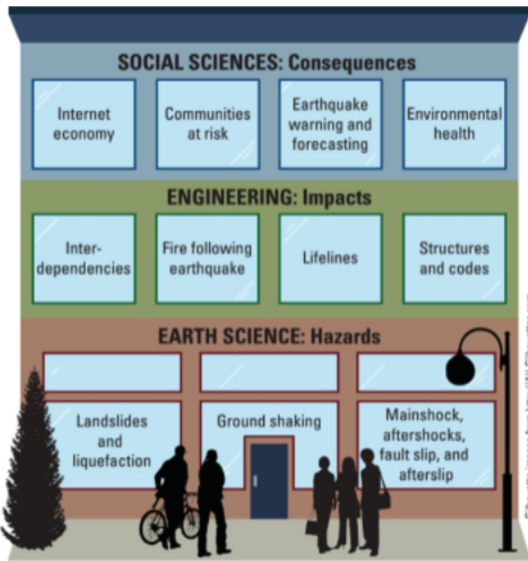 SOCIAL SCIENCES: Consequences
Internet
economy
Communities
at risk
Earthquake
warning and
forecasting
Environmental
health
ENGINEERING: Impacts
Inter-
dependencies
Fire following
earthquake
Lifelines
Structures
and codes
EARTH SCIENCE: Hazards
Landslides
and
liquefaction
Ground shaking
Mainshock,
aftershocks,
fault slip, and
afterslip